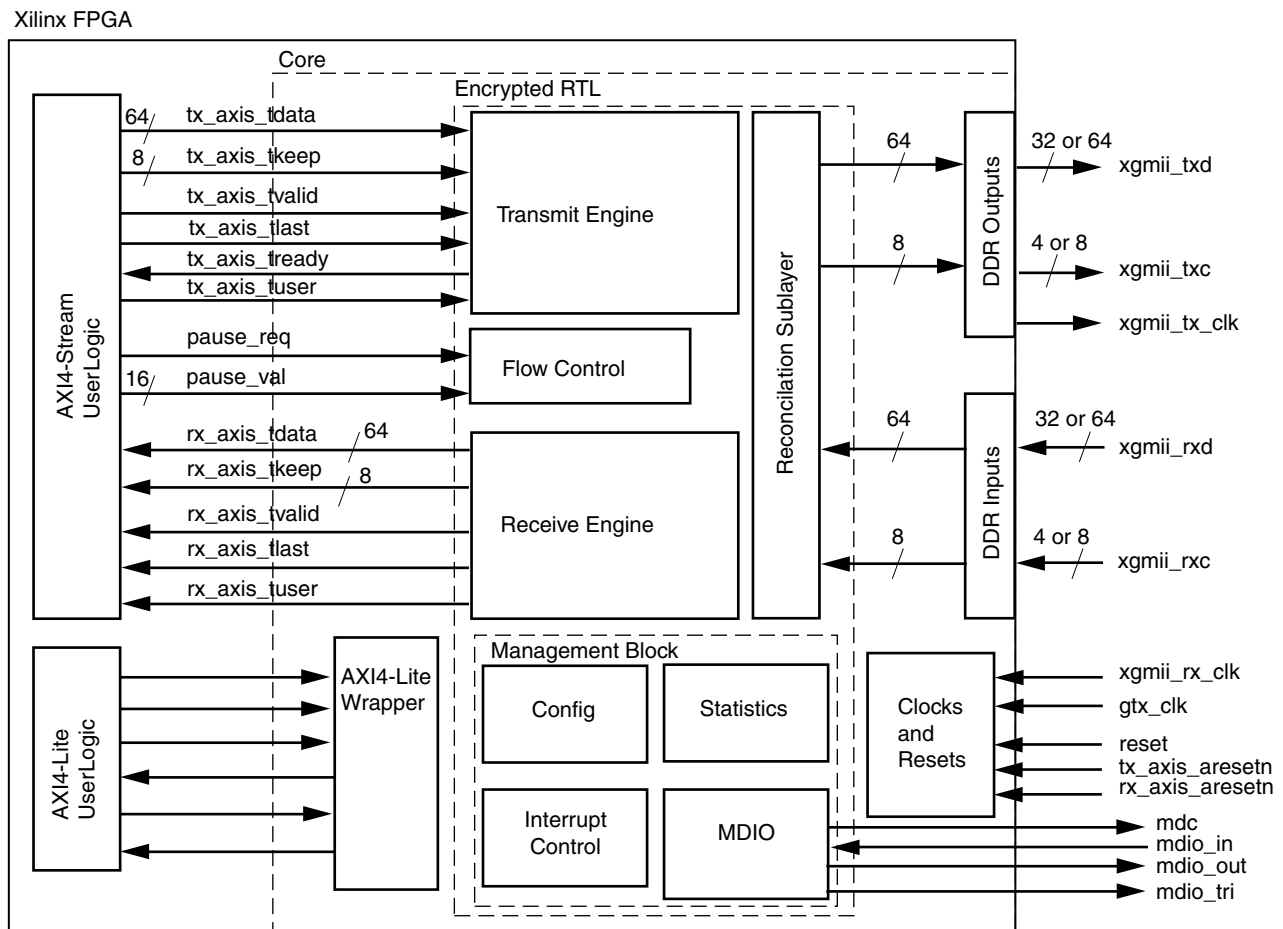 Xilinx FPGA
Core
Encrypted RTL
AXI4-Stream
UserLogic
64
tx_axis_tdata
8
tx_axis_tkeep
tx_axis_tvalid
tx_axis_tlast
tx_axis_tready
tx_axis_tuser
pause_req
16
pause_val
rx_axis_tdata
64
rx_axis_tkeep
8
rx_axis_tvalid
rx_axis_tlast
rx_axis_tuser
Transmit Engine
Flow Control
Receive Engine
Reconcilation Sublayer
64
8
64
8
DDR Outputs
DDR Inputs
32 or 64
xgmii_txd
4 or 8
xgmii_txc
xgmii_tx_clk
32 or 64
xgmii_rxd
4 or 8
xgmii_rxc
AXI4-Lite
UserLogic
AXI4-Lite
Wrapper
Management Block
Config
Statistics
Interrupt
Control
MDIO
Clocks
and
Resets
xgmii_rx_clk
gtx_clk
reset
tx_axis_aresetn
rx_axis_aresetn
mdc
mdio_in
mdio_out
mdio_tri